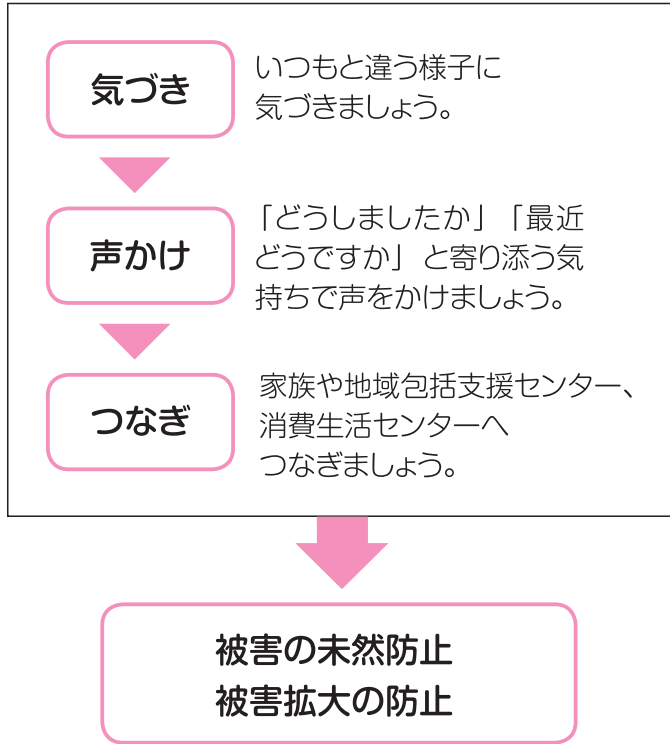 気づき
いつもと違う様子に
気づきましょう。
声かけ
「どうしましたか」「最近
どうですか」と寄り添う気
持ちで声をかけましょう。
つなぎ
家族や地域包括支援センター、
消費生活センターへ
つなぎましょう。
被害の未然防止
被害拡大の防止